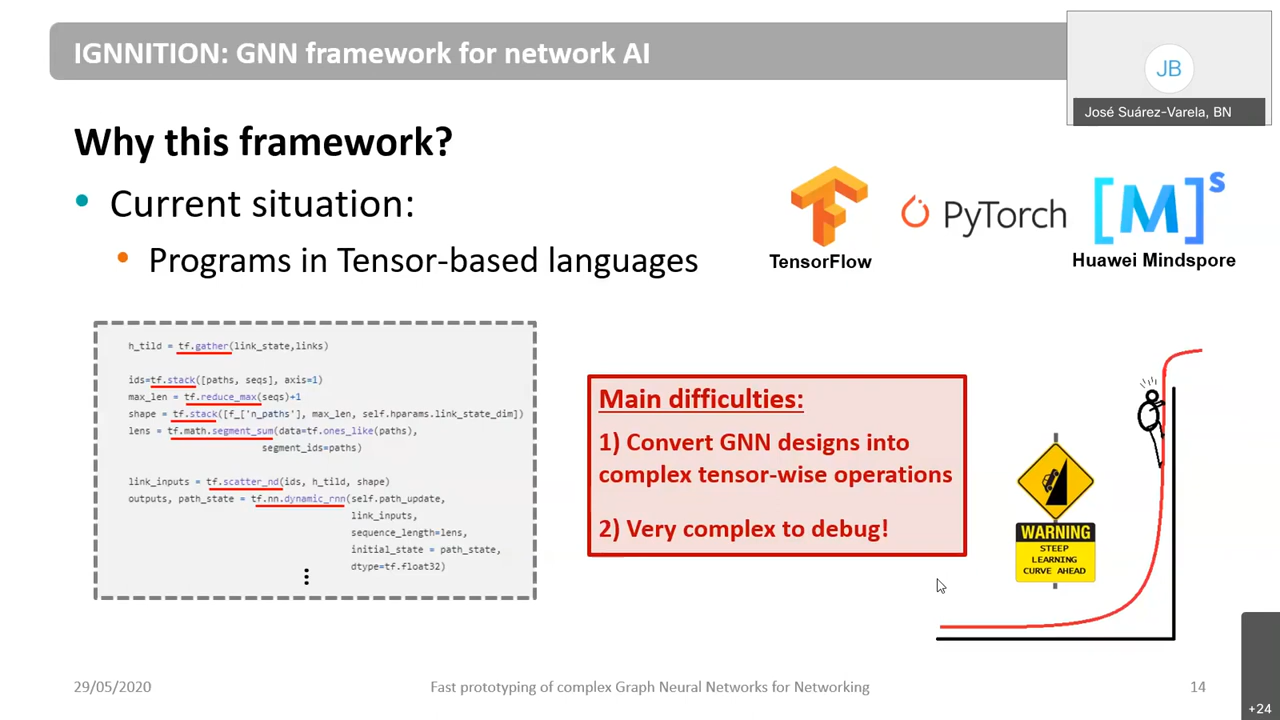 IGNNITION: GNN framework for network AI
JB
José Suárez-Varela, BN
Why this framework?
• Current situation:
• Programs in Tensor-based languages
TensorFlow
PyTorch
[M]s
Huawei Mindspore
h_tild = tf.gather(link_state,links)
ids=tf.stack([paths, seqs], axis=1)
max_len = tf.reduce_max(seqs)+1
shape = tf.stack([f_['n_paths'], max_len, self.hparams.link_state_dim])
lens = tf.math.segment_sum(data=tf.ones_like(paths),
segment_ids=paths)
link_inputs = tf.scatter_nd(ids, h_tild, shape)
outputs, path_state = tf.nn.dynamic_rnn(self.path_update,
link_inputs,
sequence_length=lens,
initial_state = path_state,
dtype=tf.float32)
Main difficulties:
1) Convert GNN designs into
complex tensor-wise operations
2) Very complex to debug!
WARNING
STEEP
LEARNING
CURVE AHEAD
29/05/2020
Fast prototyping of complex Graph Neural Networks for Networking
14
+24